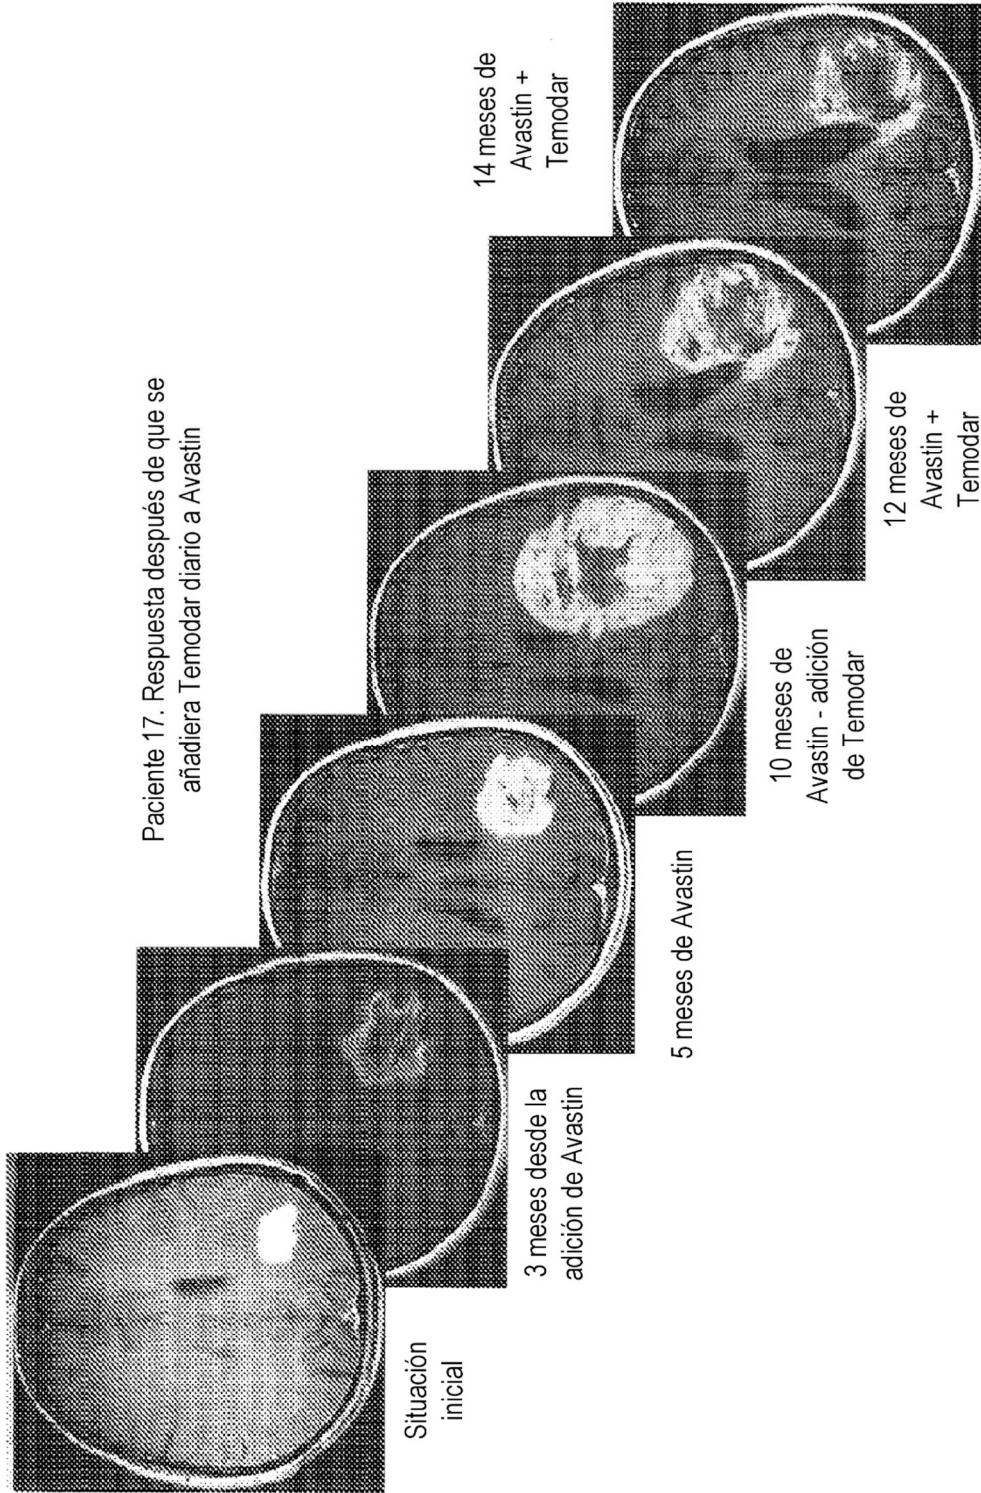 Paciente 17. Respuesta después de que se
añadiera Temodar diario a Avastin
Situación
inicial
3 meses desde la
adición de Avastin
5 meses de Avastin
10 meses de
Avastin - adición
de Temodar
12 meses de
Avastin +
Temodar
14 meses de
Avastin +
Temodar